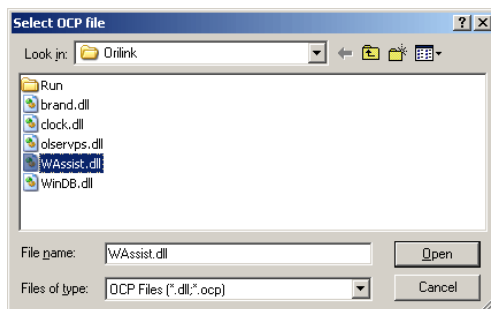 Select OCP file
Look in: Orilink
Run
brand.dll
clock.dll
olservps.dll
WAssist.dll
WinDB.dll
File name: WAssist.dll Open
Files of type: OCP Files (*.dll;*.ocp) Cancel